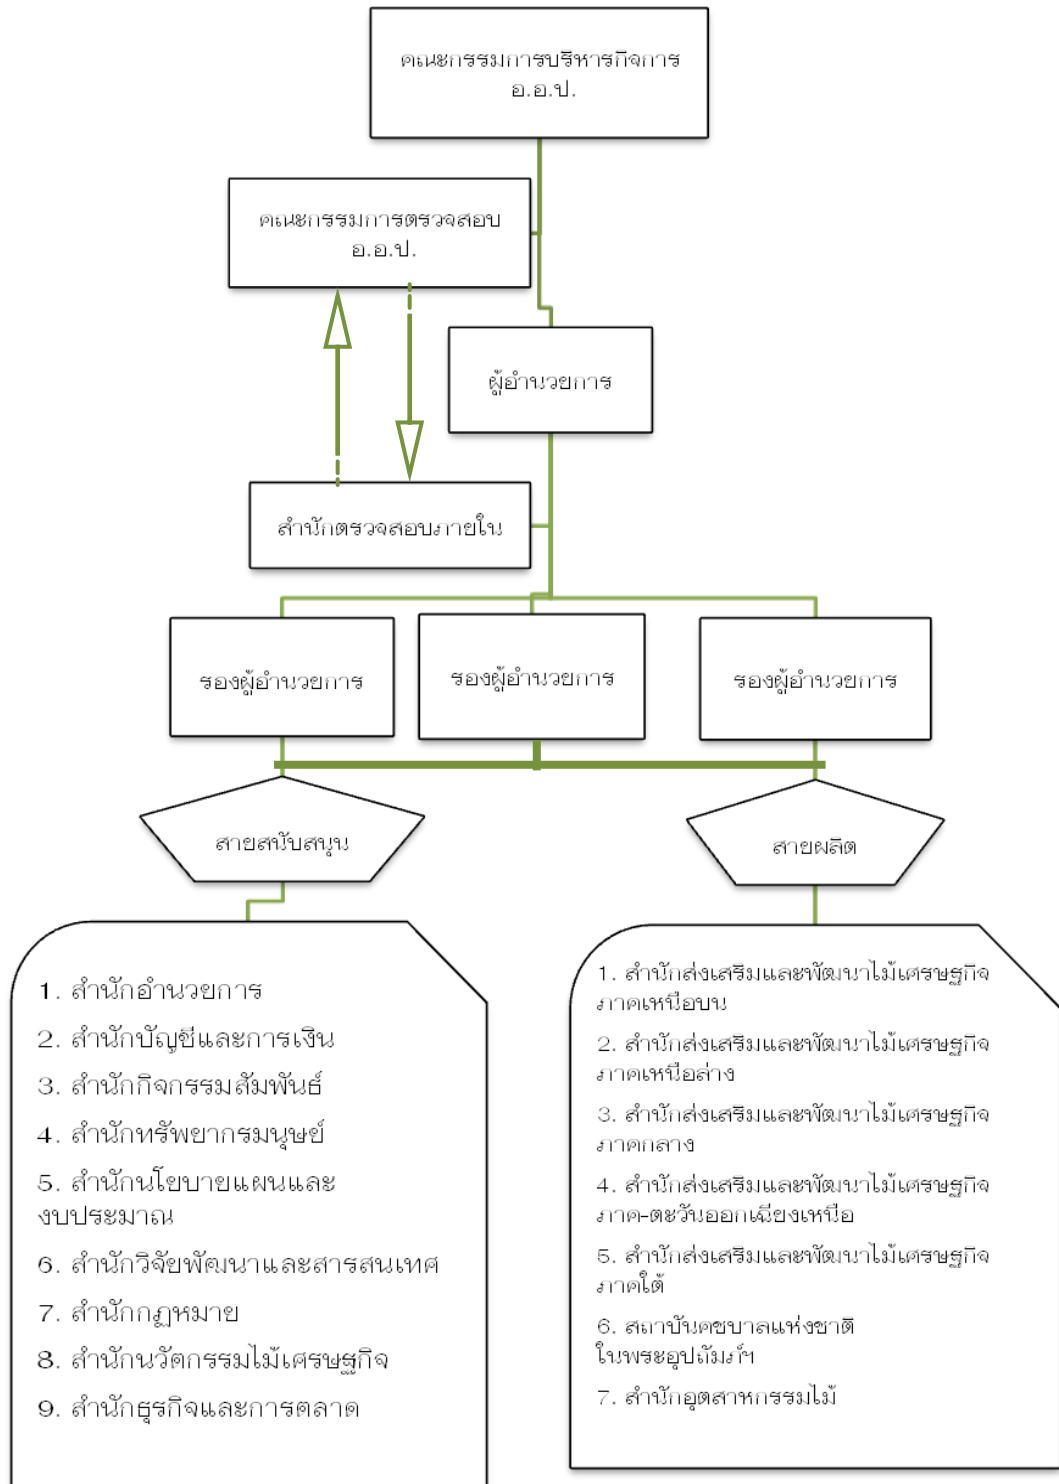 คณะกรรมการบริหารกิจการ
อ.อ.ป.
คณะกรรมการตรวจสอบ
อ.อ.ป.
ผู้อำนวยการ
สำนักตรวจสอบภายใน
รองผู้อำนวยการ
รองผู้อำนวยการ
รองผู้อำนวยการ
สายสนับสนุน
สายผลิต
1. สำนักอำนวยการ
2. สำนักบัญชีและการเงิน
3. สำนักกิจกรรมสัมพันธ์
4. สำนักทรัพยากรมนุษย์
5. สำนักนโยบายแผนและ
งบประมาณ
6. สำนักวิจัยพัฒนาและสารสนเทศ
7. สำนักกฎหมาย
8. สำนักนวัตกรรมไม้เศรษฐกิจ
9. สำนักธุรกิจและการตลาด
1. สำนักส่งเสริมและพัฒนาไม้เศรษฐกิจ
ภาคเหนือบน
2. สำนักส่งเสริมและพัฒนาไม้เศรษฐกิจ
ภาคเหนือล่าง
3. สำนักส่งเสริมและพัฒนาไม้เศรษฐกิจ
ภาคกลาง
4. สำนักส่งเสริมและพัฒนาไม้เศรษฐกิจ
ภาค-ตะวันออกเฉียงเหนือ
5. สำนักส่งเสริมและพัฒนาไม้เศรษฐกิจ
ภาคใต้
6. สถาบันคชบาลแห่งชาติ
ในพระอุปถัมภ์ฯ
7. สำนักอุตสาหกรรมไม้